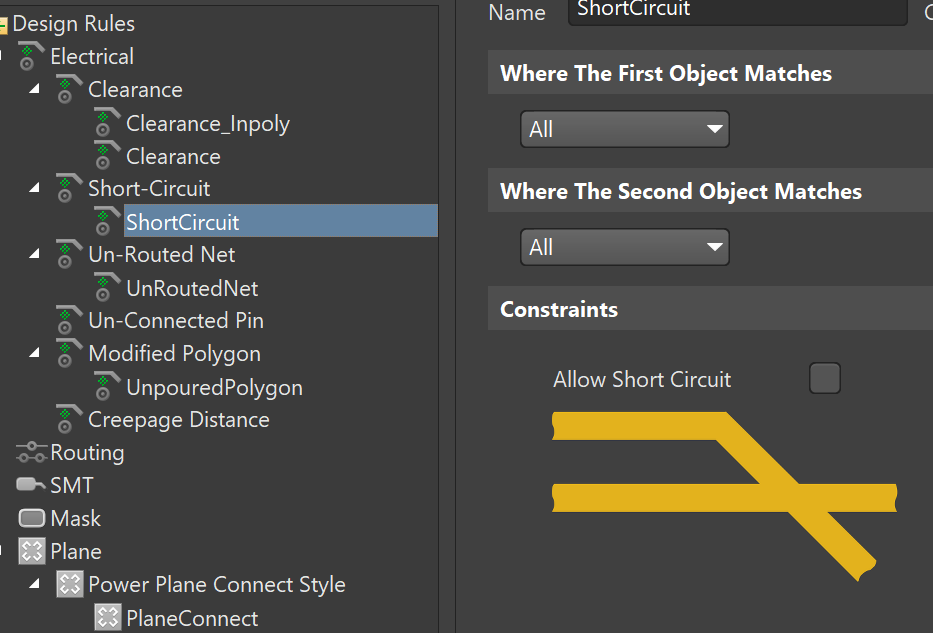 Design Rules
Electrical
Clearance
Clearance_Inpoly
Clearance
Short-Circuit
ShortCircuit
Un-Routed Net
UnRoutedNet
Un-Connected Pin
Modified Polygon
UnpouredPolygon
Creepage Distance
Routing
SMT
Mask
Plane
Power Plane Connect Style
PlaneConnect
Name ShortCircuit
Where The First Object Matches
All
Where The Second Object Matches
All
Constraints
Allow Short Circuit